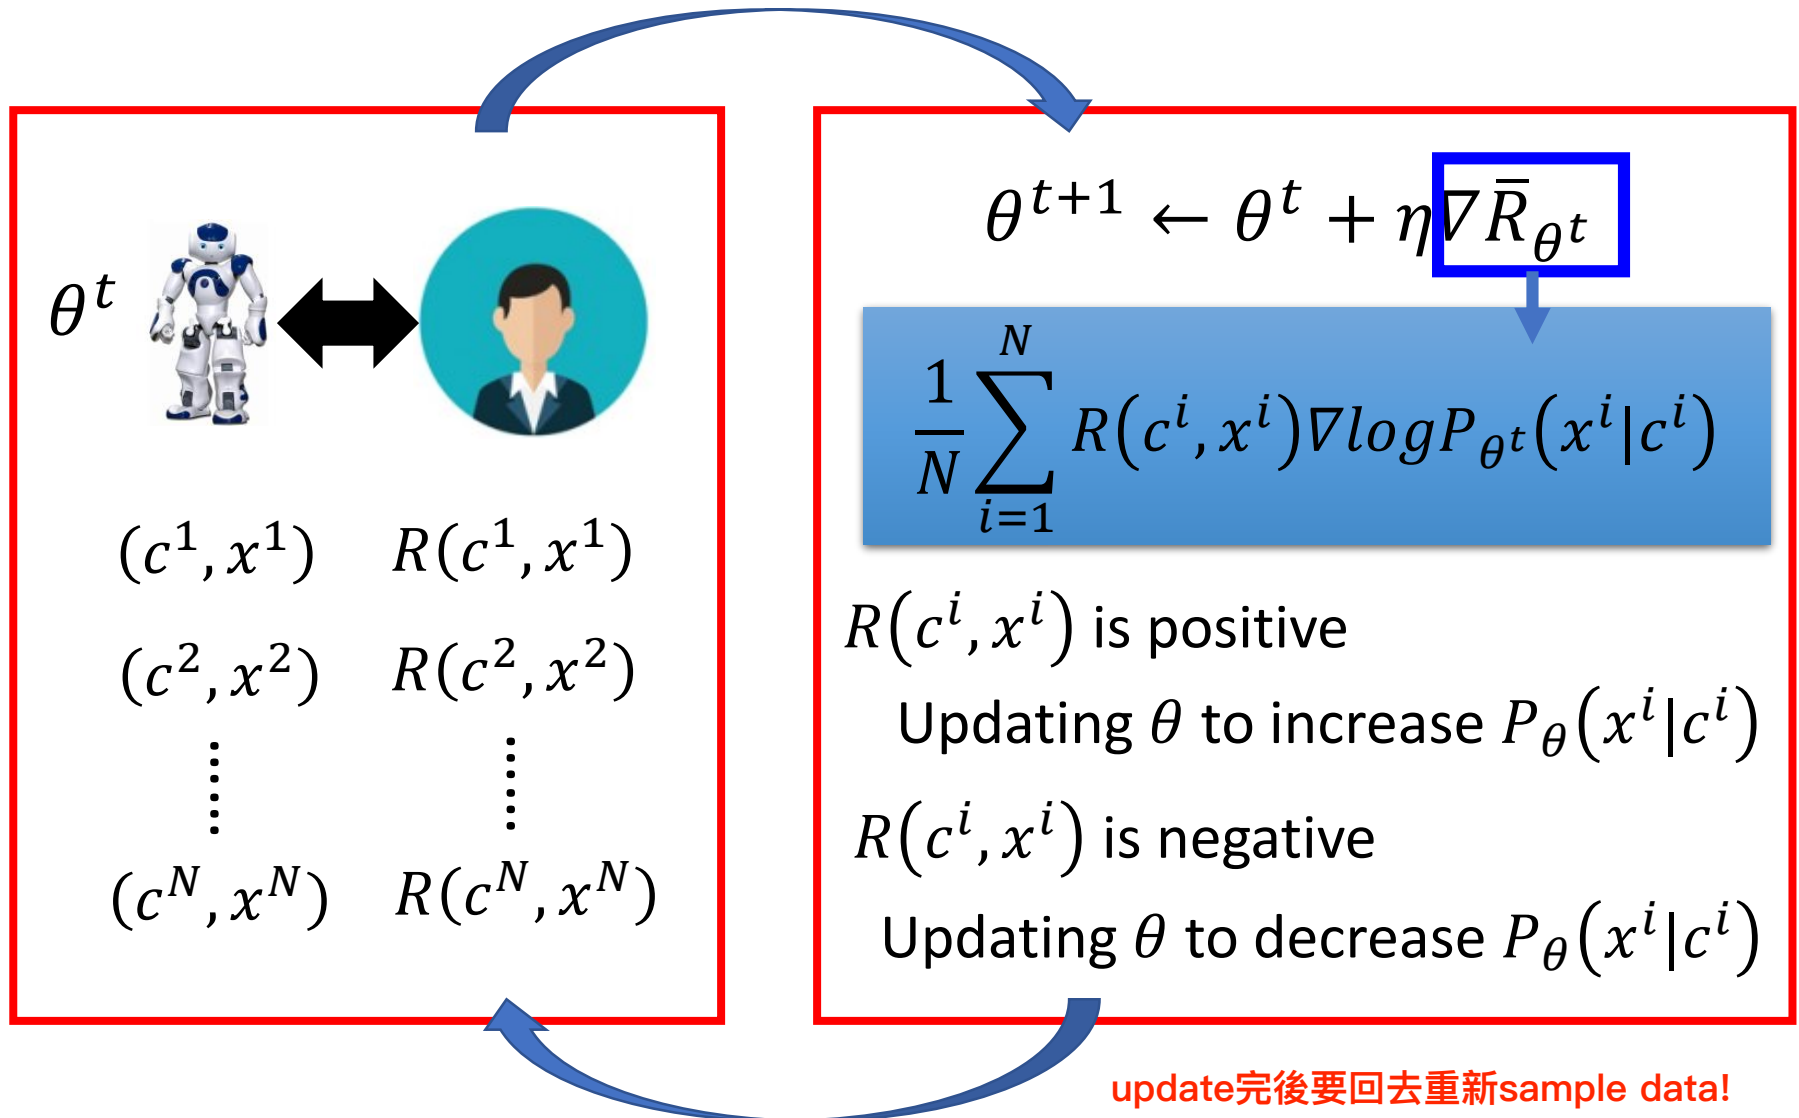 θ^t
(c^1, x^1) R(c^1, x^1)
(c^2, x^2) R(c^2, x^2)
⋮ ⋮
(c^N, x^N) R(c^N, x^N)
θ^{t+1} ← θ^t + η∇R̄_{θ^t}
\frac{1}{N} \sum_{i=1}^{N} R(c^i, x^i)∇logP_{θ^t}(x^i|c^i)
R(c^i, x^i) is positive
Updating θ to increase P_θ(x^i|c^i)
R(c^i, x^i) is negative
Updating θ to decrease P_θ(x^i|c^i)
update完後要回去重新sample data!